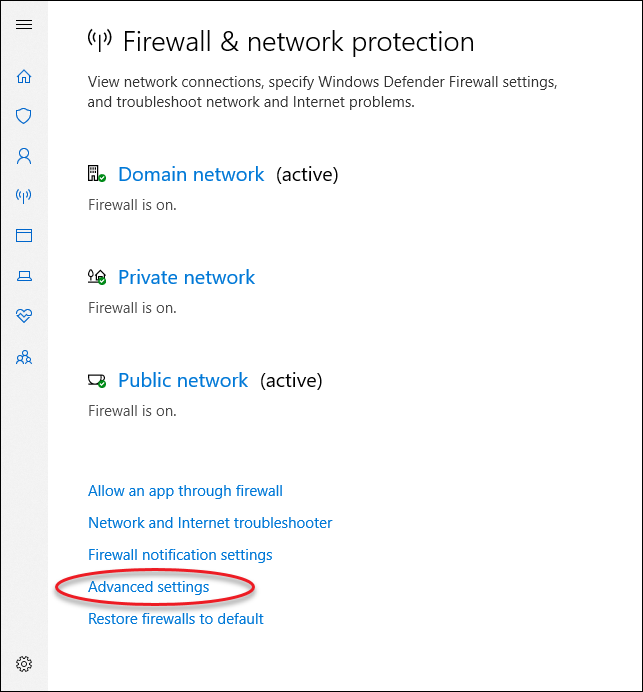 Firewall & network protection
View network connections, specify Windows Defender Firewall settings,
and troubleshoot network and Internet problems.
Domain network (active)
Firewall is on.
Private network
Firewall is on.
Public network (active)
Firewall is on.
Allow an app through firewall
Network and Internet troubleshooter
Firewall notification settings
Advanced settings
Restore firewalls to default